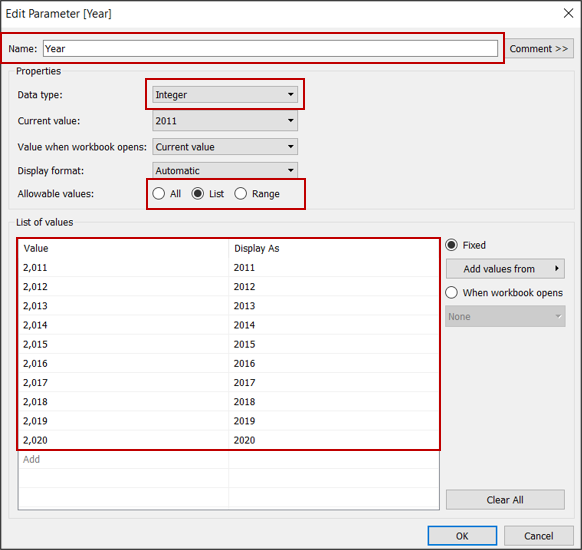 Edit Parameter [Year]
Name: Year Comment >>
Properties
Data type: Integer
Current value: 2011
Value when workbook opens: Current value
Display format: Automatic
Allowable values: All List Range
List of values
Value Display As
2,011 2011
2,012 2012
2,013 2013
2,014 2014
2,015 2015
2,016 2016
2,017 2017
2,018 2018
2,019 2019
2,020 2020
Add
Fixed
Add values from
When workbook opens
None
Clear All
OK Cancel